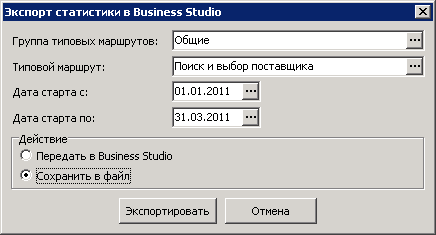 Экспорт статистики в Business Studio
Группа типовых маршрутов: Общие ...
Типовой маршрут: Поиск и выбор поставщика ...
Дата старта с: 01.01.2011 ...
Дата старта по: 31.03.2011 ...
Действие
Передать в Business Studio
Сохранить в файл
Экспортировать Отмена